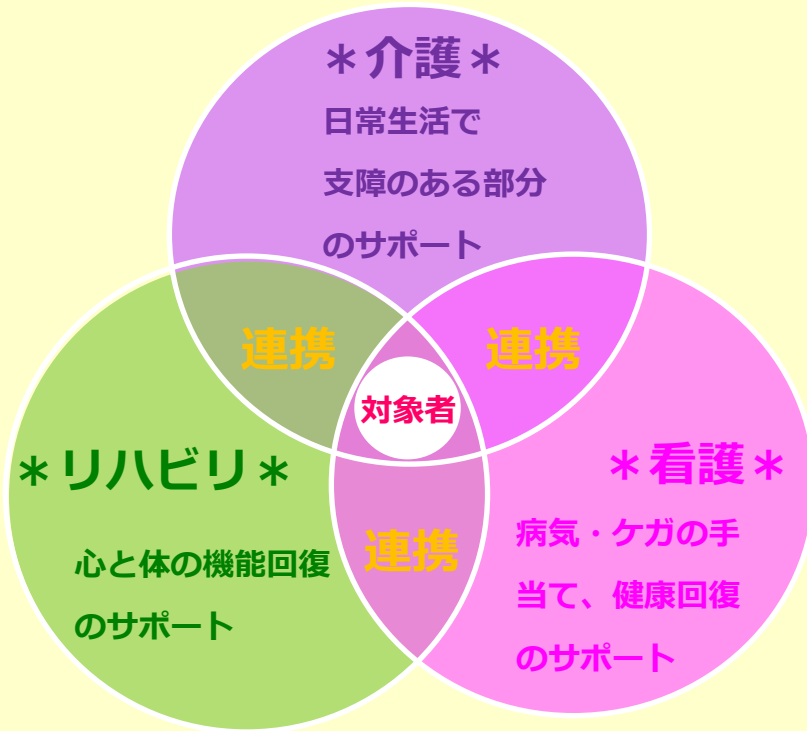 ＊介護＊
日常生活で
支障のある部分
のサポート
連携
連携
対象者
＊リハビリ＊
心と体の機能回復
のサポート
連携
＊看護＊
病気・ケガの手
当て、健康回復
のサポート